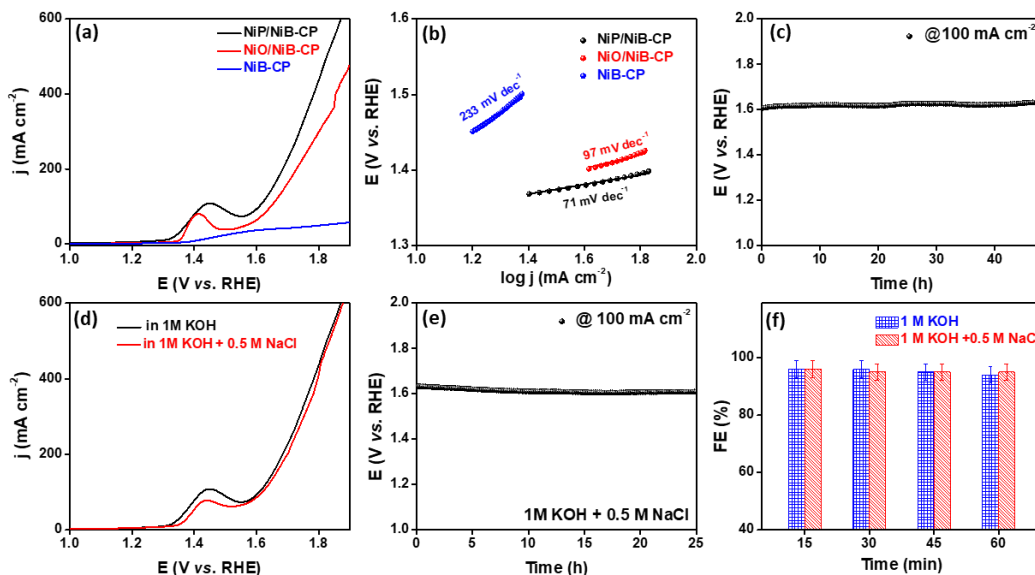 (a)
NiP/NiB-CP
NiO/NiB-CP
NiB-CP
j (mA cm⁻²)
600
400
200
0
1.0 1.2 1.4 1.6 1.8
E (V vs. RHE)
(b)
NiP/NiB-CP
NiO/NiB-CP
NiB-CP
233 mV dec⁻¹
97 mV dec⁻¹
71 mV dec⁻¹
E (V vs. RHE)
1.6
1.5
1.4
1.3
1.0 1.2 1.4 1.6 1.8 2.0
log j (mA cm⁻²)
(c)
@100 mA cm⁻²
E (V vs. RHE)
2.0
1.8
1.6
1.4
1.2
1.0
0 10 20 30 40
Time (h)
(d)
in 1M KOH
in 1M KOH + 0.5 M NaCl
j (mA cm⁻²)
600
400
200
0
1.0 1.2 1.4 1.6 1.8
E (V vs. RHE)
(e)
@ 100 mA cm⁻²
E (V vs. RHE)
2.0
1.8
1.6
1.4
1.2
1.0
1M KOH + 0.5 M NaCl
0 5 10 15 20 25
Time (h)
(f)
1 M KOH
1 M KOH +0.5 M NaCl
FE (%)
100
80
60
40
15 30 45 60
Time (min)